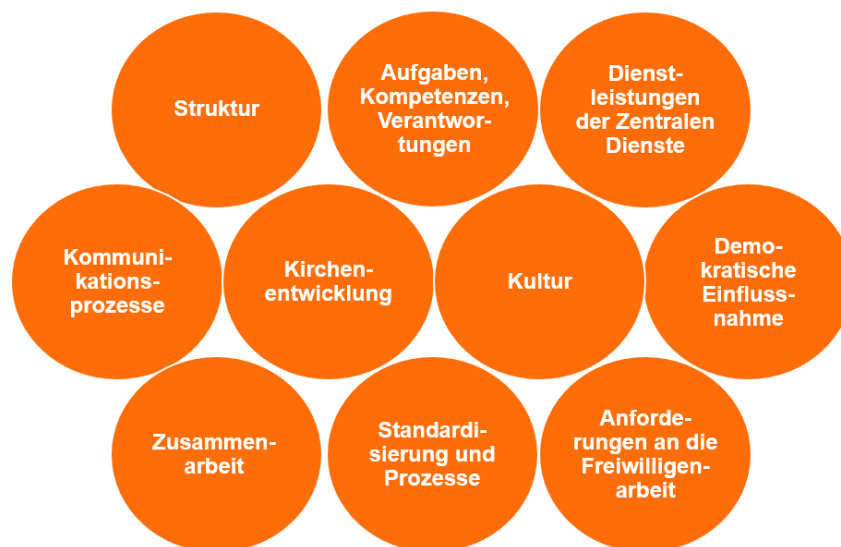 Struktur
Aufgaben,
Kompetenzen,
Verantwor-
tungen
Dienst-
leistungen
der Zentralen
Dienste
Kommuni-
kations-
prozesse
Kirchen-
entwicklung
Kultur
Demo-
kratische
Einfluss-
nahme
Zusammen-
arbeit
Standardi-
sierung und
Prozesse
Anforde-
rungen an die
Freiwilligen-
arbeit